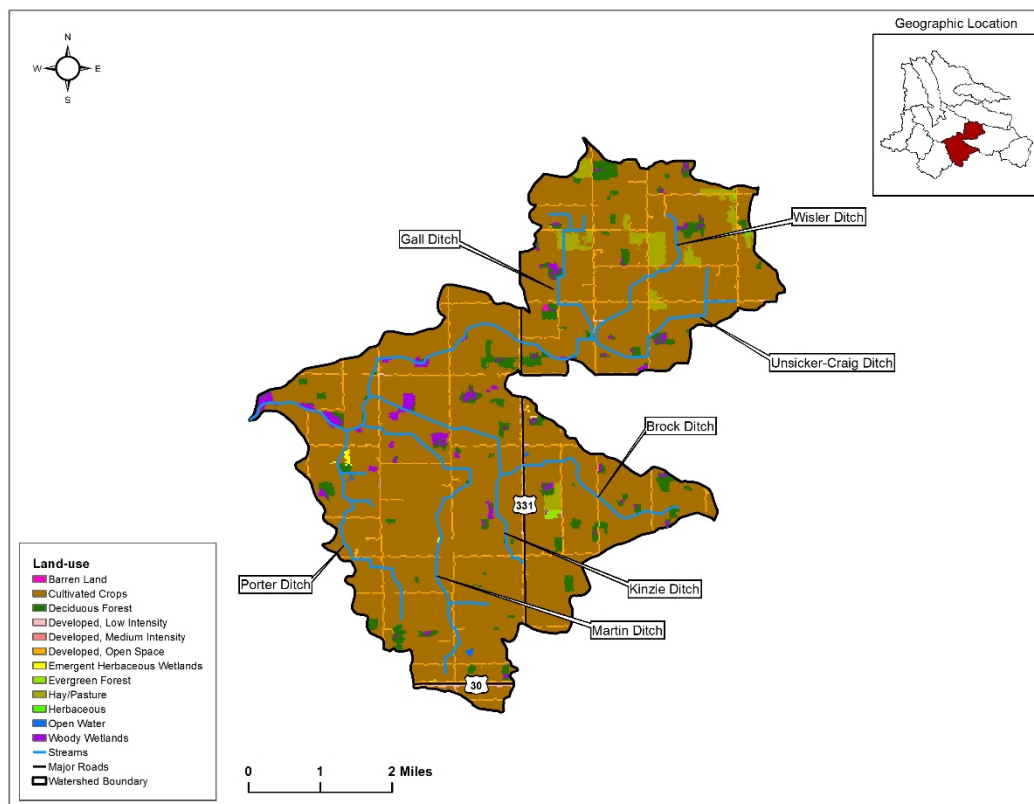 Geographic Location
N
W
E
S
Wisler Ditch
Gall Ditch
Unsicker-Craig Ditch
Brock Ditch
331
Kinzie Ditch
Porter Ditch
Martin Ditch
30
Land-use
Barren Land
Cultivated Crops
Deciduous Forest
Developed, Low Intensity
Developed, Medium Intensity
Developed, Open Space
Emergent Herbaceous Wetlands
Evergreen Forest
Hay/Pasture
Herbaceous
Open Water
Woody Wetlands
Streams
Major Roads
Watershed Boundary
0 1 2 Miles